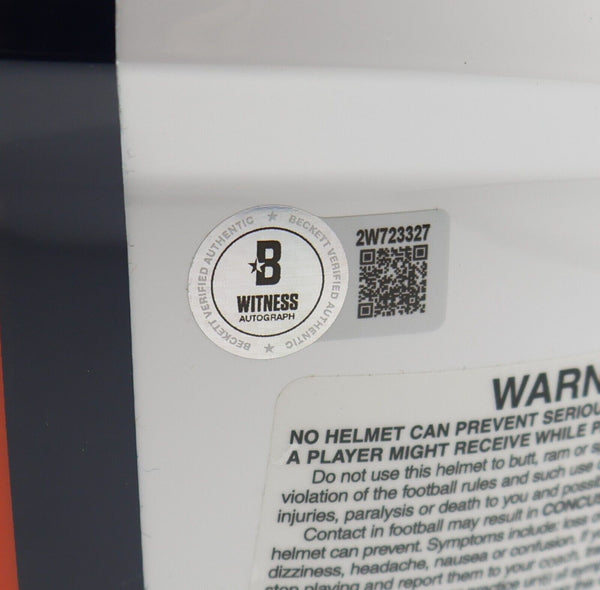 BECKETT VERIFIED AUTHENTIC ★ BECKETT VERIFIED AUTHENTIC ★
B
WITNESS
AUTOGRAPH
2W723327
WARN
NO HELMET CAN PREVENT SERIOU
A PLAYER MIGHT RECEIVE WHILE P
Do not use this helmet to butt, ram or s
violation of the football rules and such use
injuries, paralysis or death to you and possi
Contact in football may result in CONCUS
helmet can prevent. Symptoms include: loss o
dizziness, headache, nausea or confusion. If y
stop playing and report them to your coach, tra